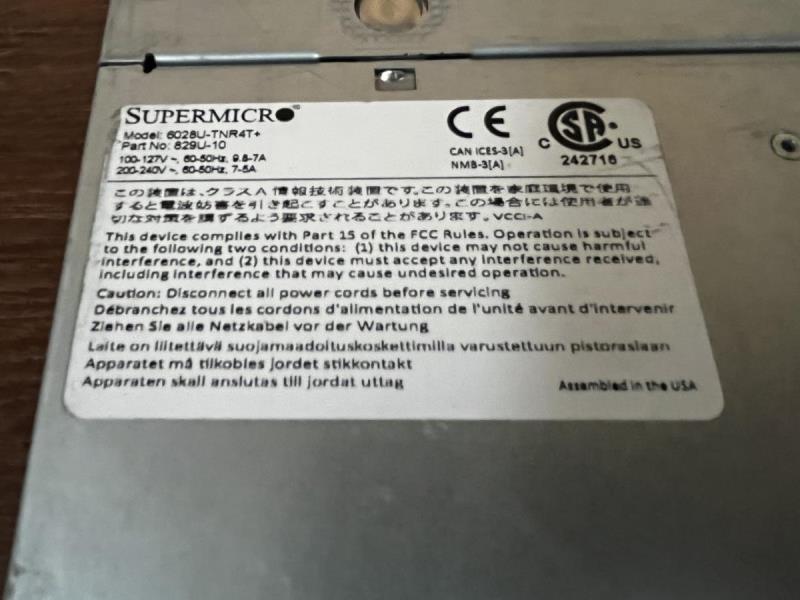 SUPERMICRO®
Model: 6028U-TNR4T+
Part No: 829U-10
100-127V ~, 60-50Hz, 9.8-7A
200-240V ~, 60-50Hz, 7-5A
CE
CAN ICES-3[A]
NMB-3[A]
C SA US
242716
この装置は、クラスA情報技術装置です。この装置を家庭環境で使用
すると電波妨害を引き起こすことがあります。この場合には使用者が適
切な対策を講ずるよう要求されることがあります。VCCI-A
This device complies with Part 15 of the FCC Rules. Operation is subject
to the following two conditions: (1) this device may not cause harmful
interference, and (2) this device must accept any interference received,
including interference that may cause undesired operation.
Caution: Disconnect all power cords before servicing
Débranchez tous les cordons d'alimentation de l'unité avant d'intervenir
Ziehen Sie alle Netzkabel vor der Wartung
Laite on liitettävä suojamaadoituskoskettimilla varustettuun pistorasiaan
Apparatet må tilkobles jordet stikkontakt
Apparaten skall anslutas till jordat uttag
Assembled in the USA